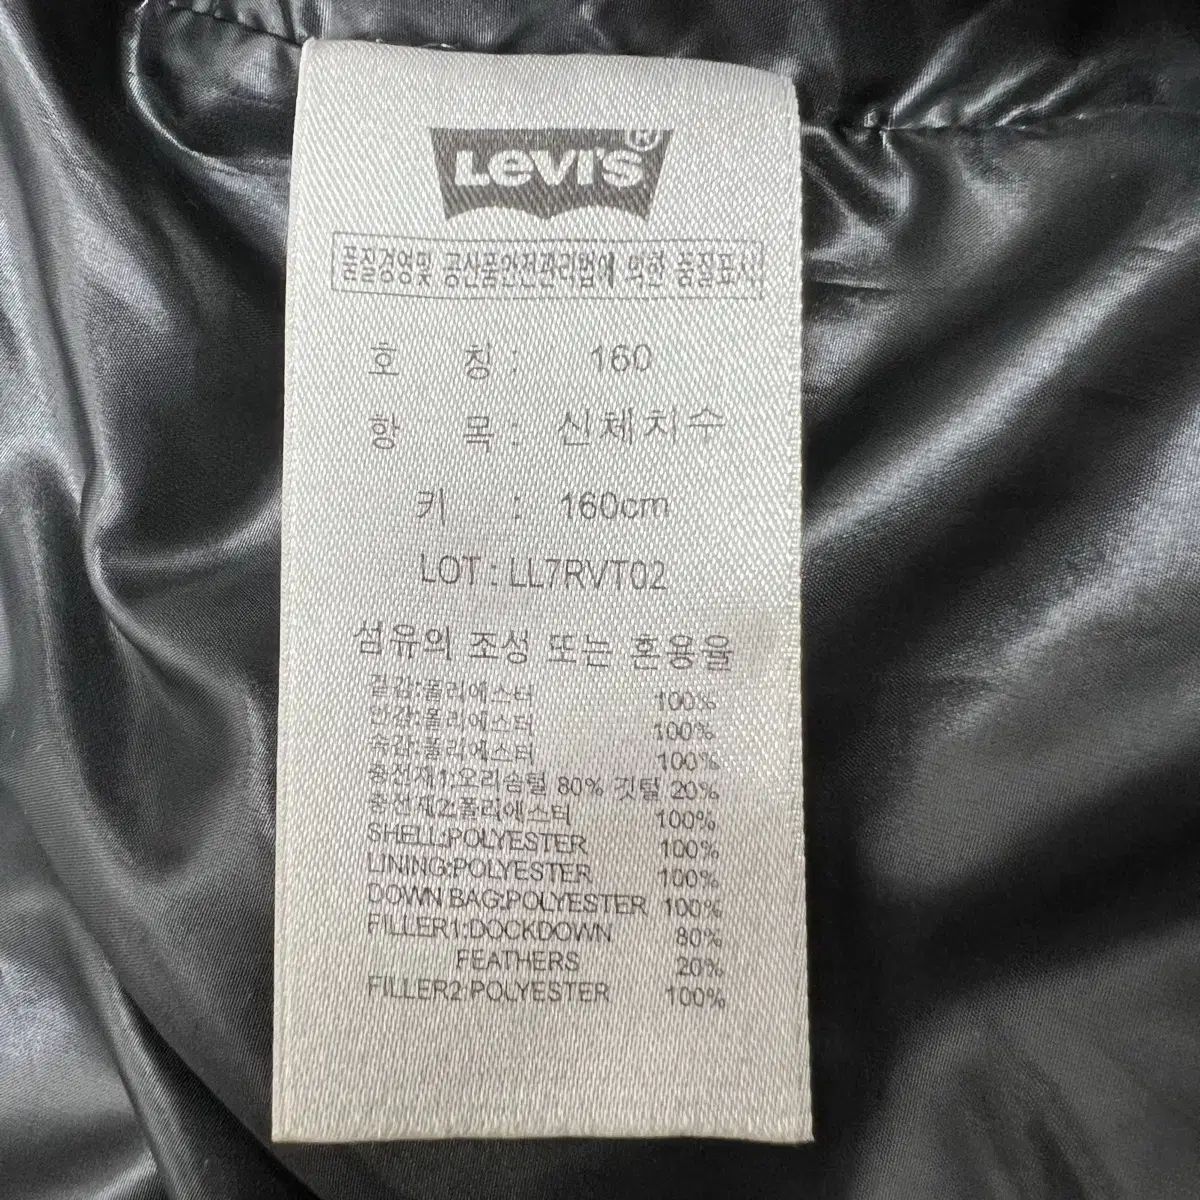 LEVI'S®
품질경영및 공산품안전관리법에 의한 품질표시
호 칭 : 160
항 목 : 신체치수
키 : 160cm
LOT : LL7RVT02
섬유의 조성 또는 혼용율
겉감:폴리에스터 100%
안감:폴리에스터 100%
속감:폴리에스터 100%
충전재1:오리솜털 80% 깃털 20%
충전재2:폴리에스터 100%
SHELL:POLYESTER 100%
LINING:POLYESTER 100%
DOWN BAG:POLYESTER 100%
FILLER1:DOCKDOWN 80%
FEATHERS 20%
FILLER2:POLYESTER 100%